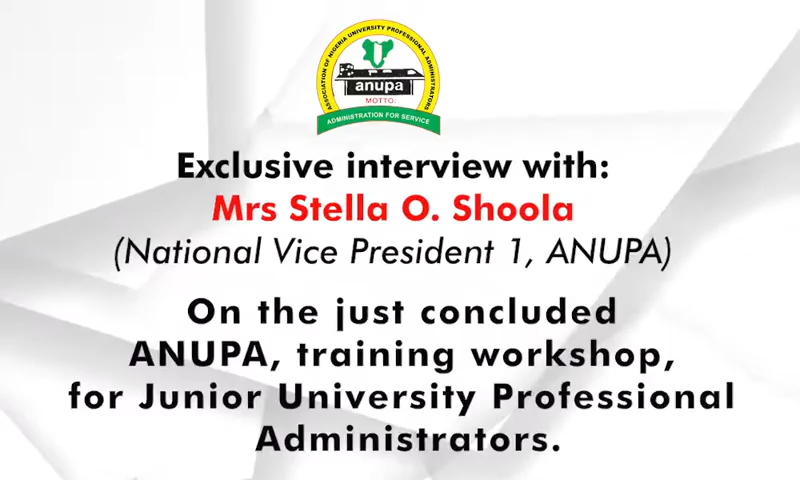 ASSOCIATION OF NIGERIA UNIVERSITY PROFESSIONAL ADMINISTRATORS
anupa
MOTTO:
ADMINISTRATION FOR SERVICE
Exclusive interview with:
Mrs Stella O. Shoola
(National Vice President 1, ANUPA)
On the just concluded
ANUPA, training workshop,
for Junior University Professional
Administrators.